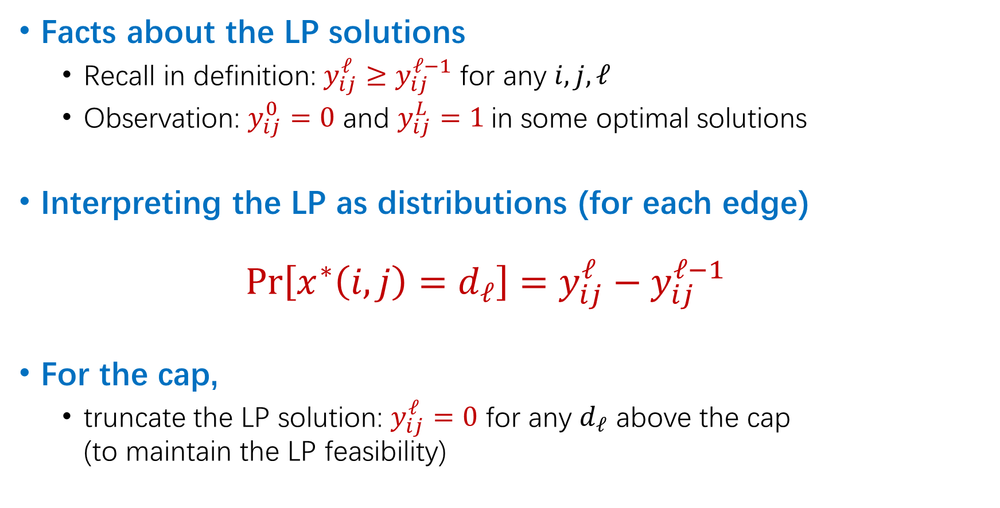 • Facts about the LP solutions
• Recall in definition: $y_{ij}^{\ell} \geq y_{ij}^{\ell-1}$ for any $i, j, \ell$
• Observation: $y_{ij}^{0} = 0$ and $y_{ij}^{L} = 1$ in some optimal solutions
• Interpreting the LP as distributions (for each edge)
$\Pr[x^*(i,j) = d_\ell] = y_{ij}^{\ell} - y_{ij}^{\ell-1}$
• For the cap,
• truncate the LP solution: $y_{ij}^{\ell} = 0$ for any $d_\ell$ above the cap
(to maintain the LP feasibility)